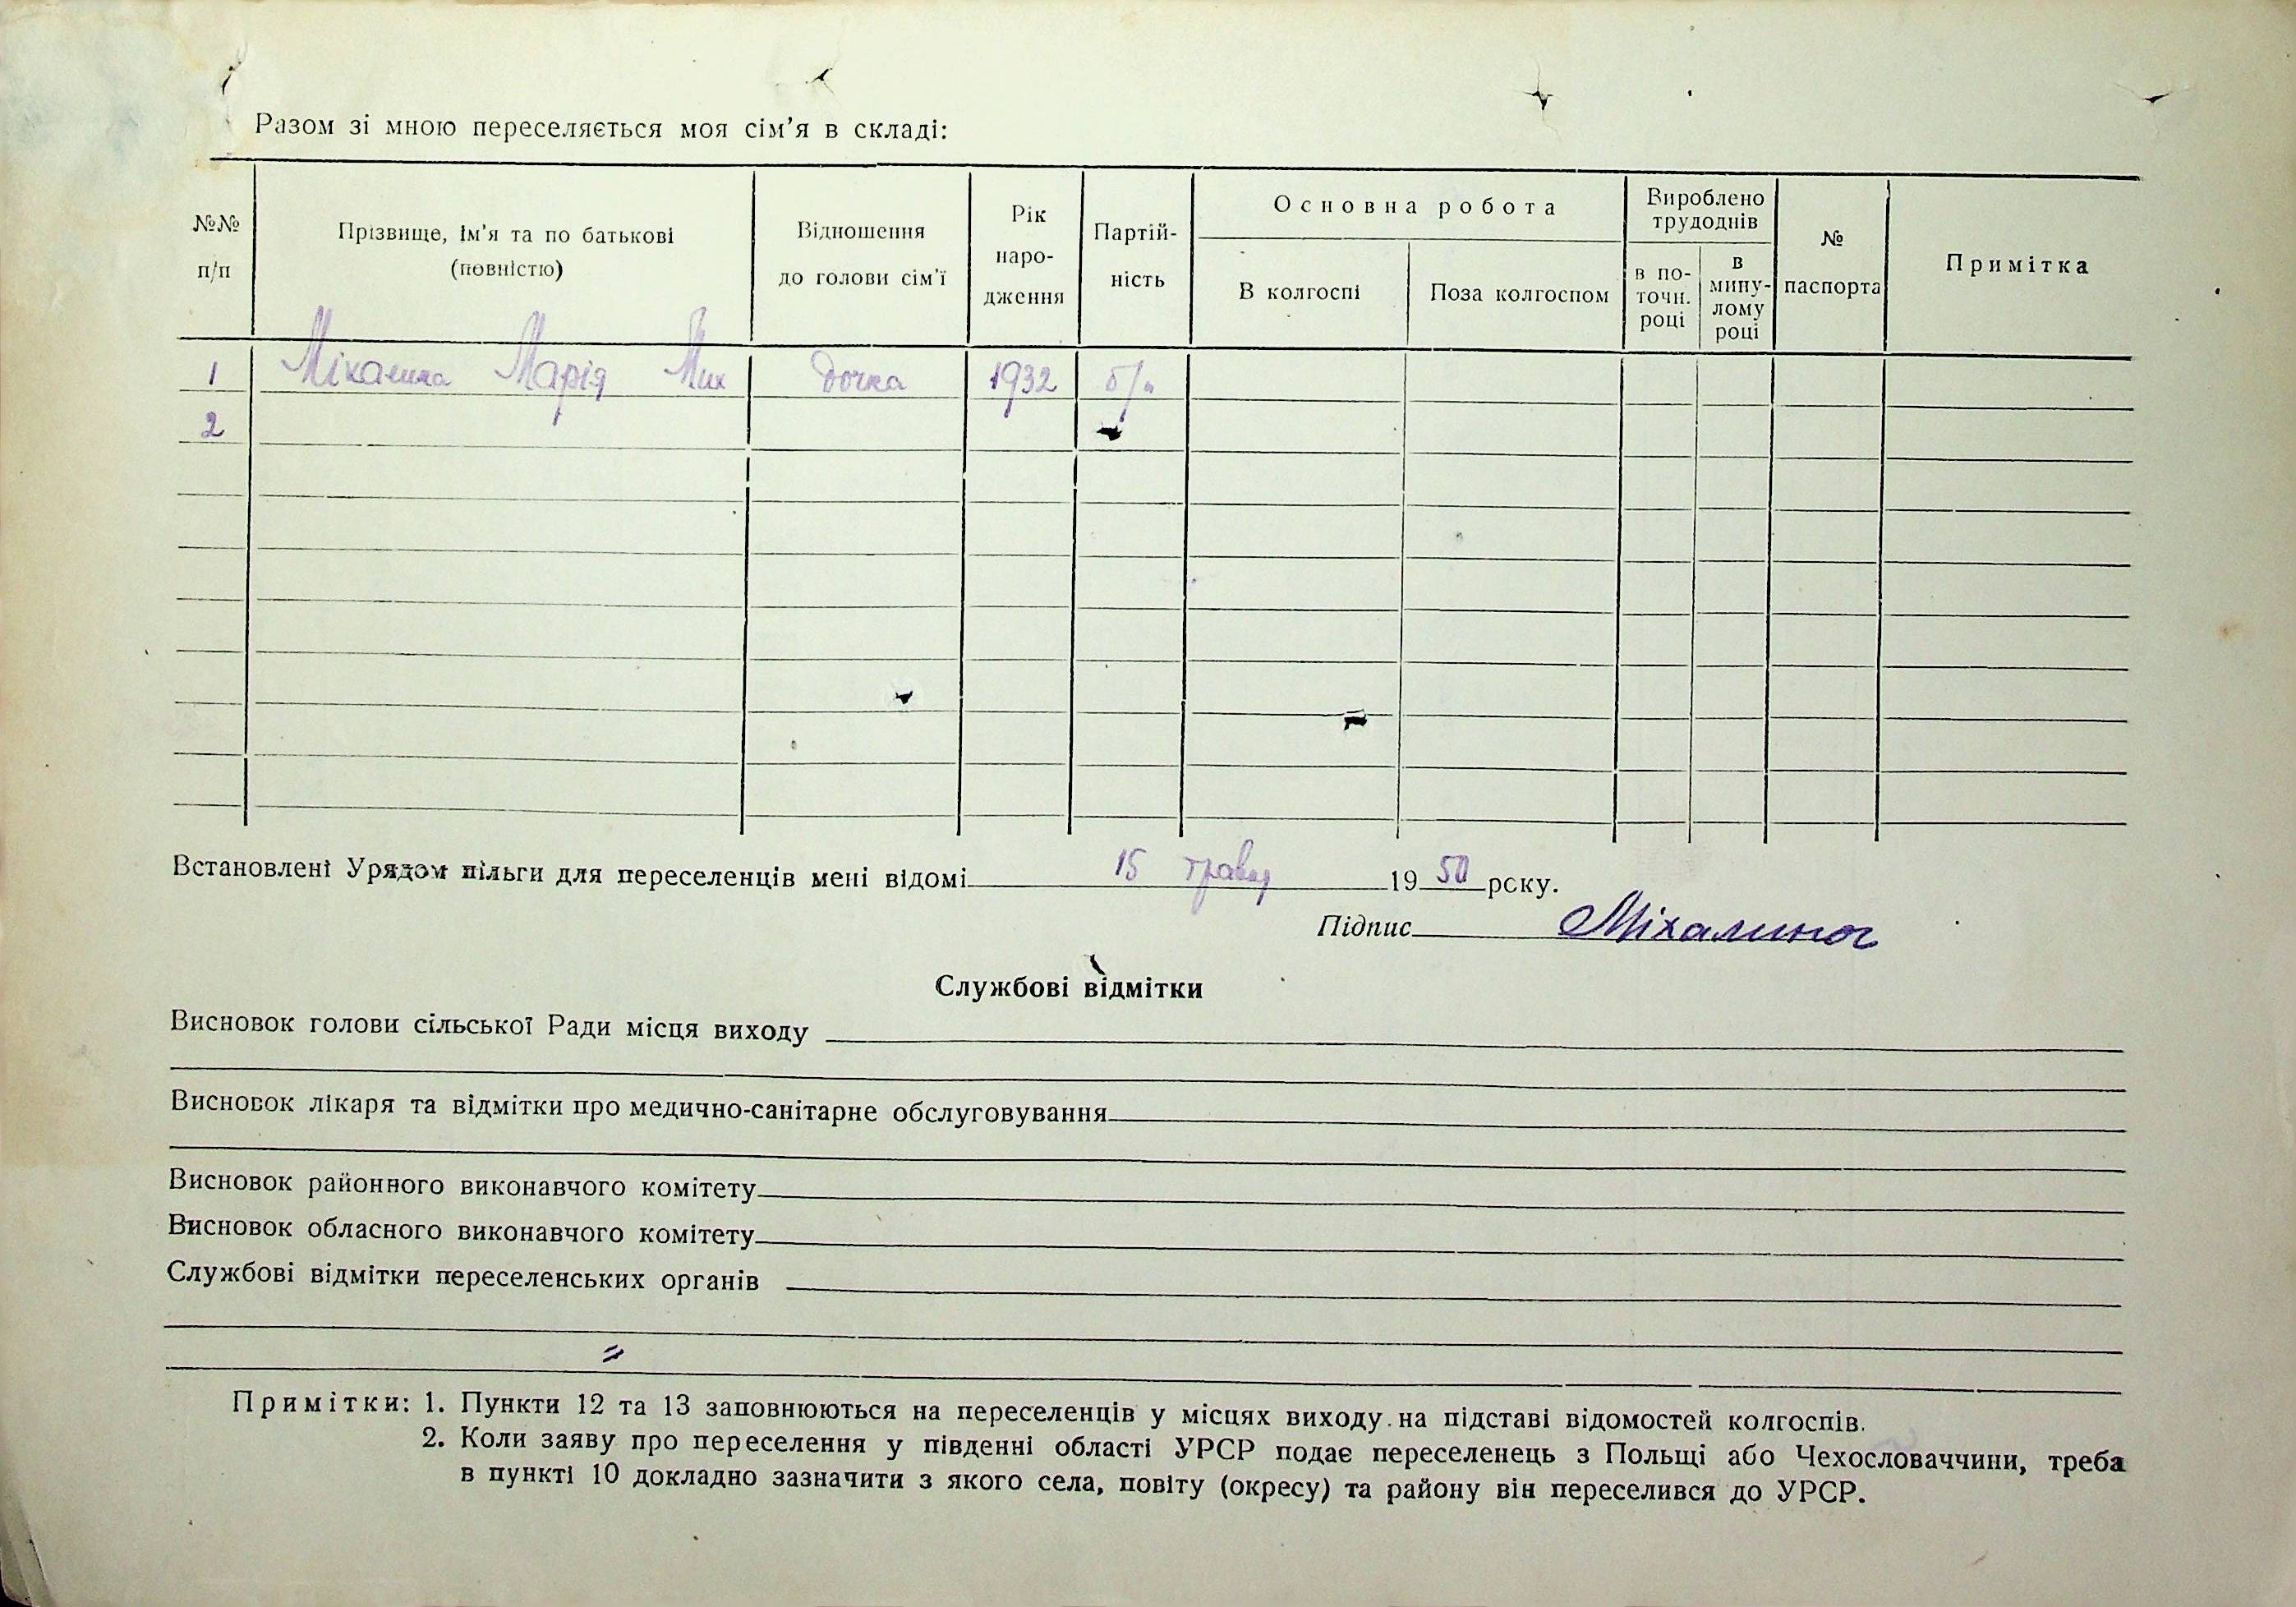 Разом зі мною переселяється моя сім’я в складі:
№№ п/п
Прізвище, ім’я та по батькові (повністю)
Відношення до голови сім’ї
Рік народження
Партійність
Основна робота
В колгоспі
Поза колгоспом
Вироблено трудоднів
в поточн. році
в минулому році
№ паспорта
Примітка
1 Міхалина Марія Мих дочка 1932 б/п
2
Встановлені Урядом пільги для переселенців мені відомі 15 травня 1950 року.
Підпис Міхалина
Службові відмітки
Висновок голови сільської Ради місця виходу
Висновок лікаря та відмітки про медично-санітарне обслуговування
Висновок районного виконавчого комітету
Висновок обласного виконавчого комітету
Службові відмітки переселенських органів
Примітки: 1. Пункти 12 та 13 заповнюються на переселенців у місцях виходу на підставі відомостей колгоспів.
2. Коли заяву про переселення у південні області УРСР подає переселенець з Польщі або Чехословаччини, треба
в пункті 10 докладно зазначити з якого села, повіту (окресу) та району він переселився до УРСР.